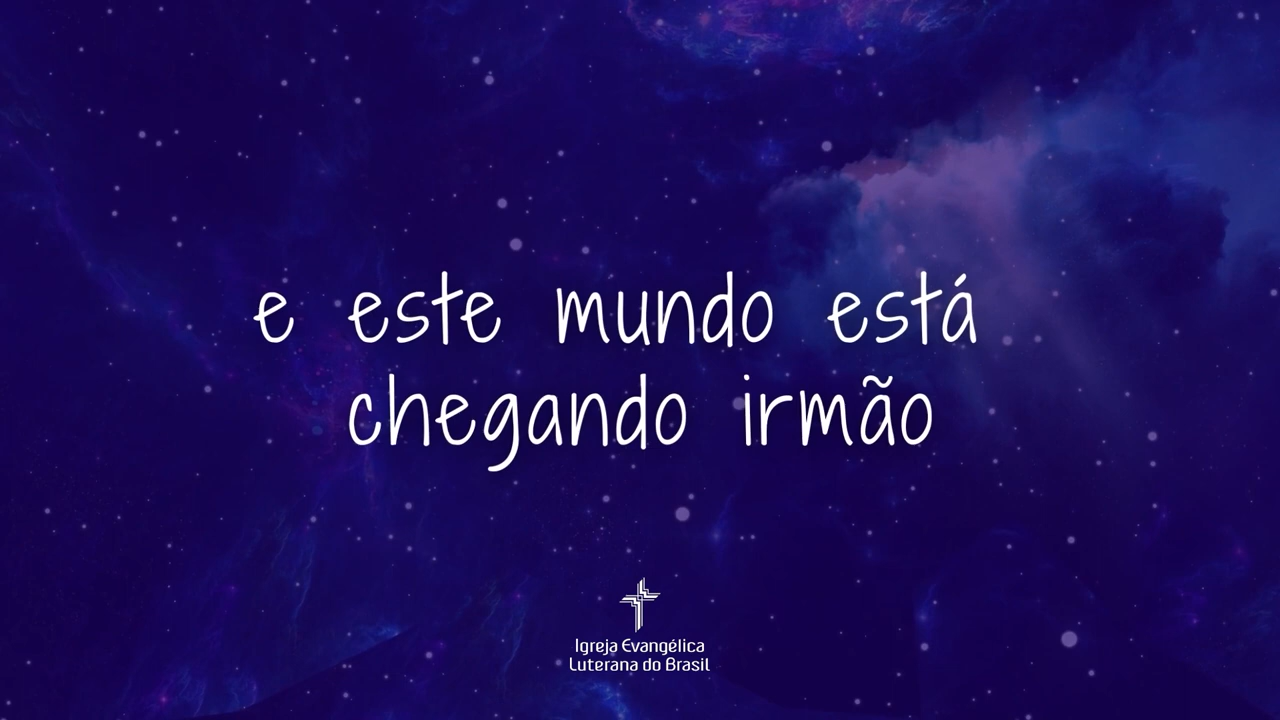 e este mundo está
chegando irmão
Igreja Evangélica
Luterana do Brasil